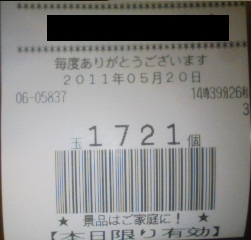 毎度ありがとうございます
2011年05月20日
06-05837 14時39分26秒
3
玉 1721個
★ 景品はご家庭に! ★
【本日限り有効】